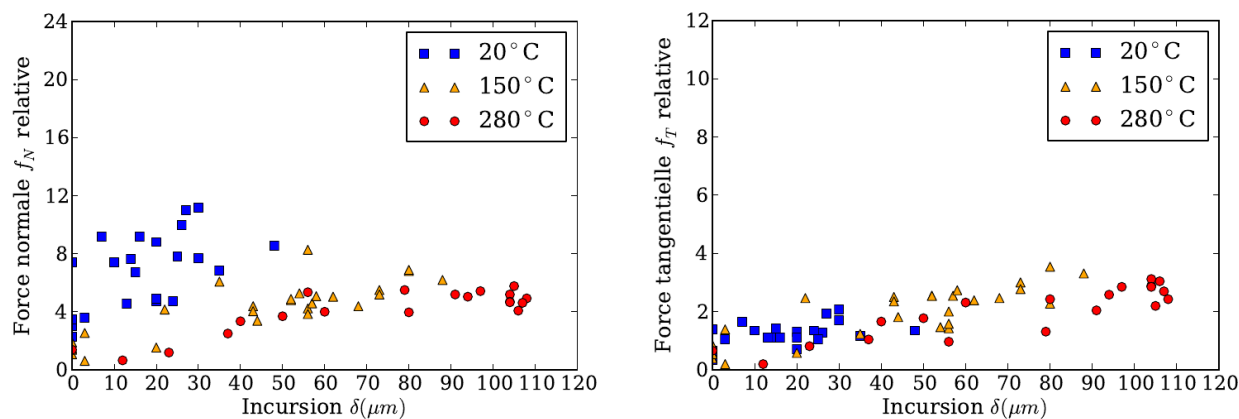 24
20
16
12
8
4
0
Force normale f_N relative
20°C
150°C
280°C
0 10 20 30 40 50 60 70 80 90 100 110 120
Incursion δ(μm)
12
10
8
6
4
2
0
Force tangentielle f_T relative
20°C
150°C
280°C
0 10 20 30 40 50 60 70 80 90 100 110 120
Incursion δ(μm)